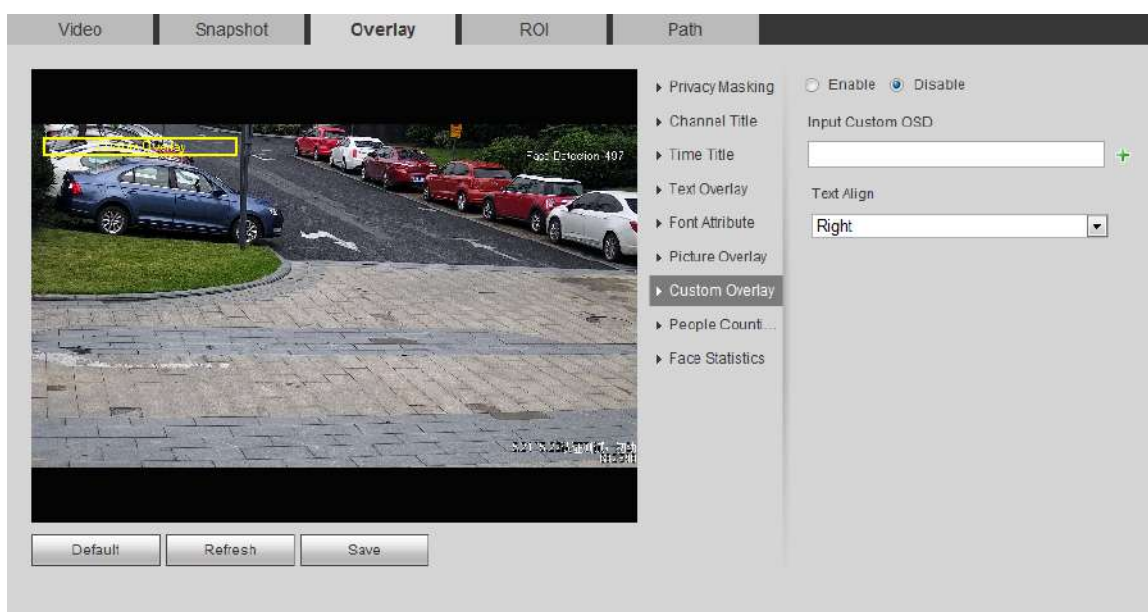 Video
Snapshot
Overlay
ROI
Path
Face Detection 497
Privacy Masking
Channel Title
Time Title
Text Overlay
Font Attribute
Picture Overlay
Custom Overlay
People Counti...
Face Statistics
Enable
Disable
Input Custom OSD
Text Align
Right
Default
Refresh
Save